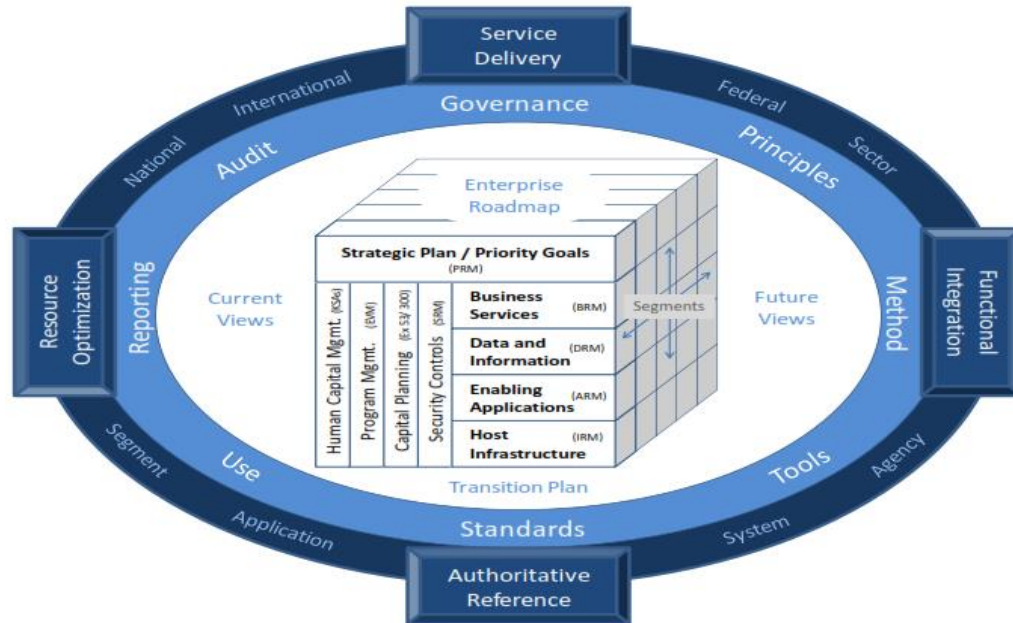 Service
Delivery
International
Federal
Governance
National
Audit
Principles
Sector
Enterprise
Roadmap
Strategic Plan / Priority Goals
(PRM)
Resource
Optimization
Reporting
Current
Views
Human Capital Mgmt. (KSAs)
Program Mgmt. (EVM)
Capital Planning (Ex 53/ 300)
Security Controls (SRM)
Business
Services (BRM)
Data and
Information (DRM)
Enabling
Applications (ARM)
Host
Infrastructure (IRM)
Segments
Future
Views
Method
Functional
Integration
Transition Plan
Segment
Use
Tools
Agency
Application
Standards
System
Authoritative
Reference